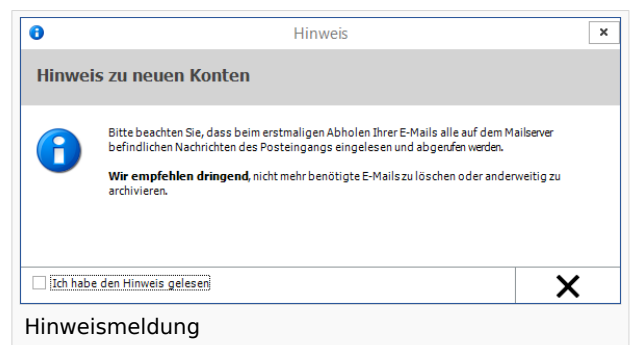 Hinweis
Hinweis zu neuen Konten
Bitte beachten Sie, dass beim erstmaligen Abholen Ihrer E-Mails alle auf dem Mailserver
befindlichen Nachrichten des Posteingangs eingelesen und abgerufen werden.
Wir empfehlen dringend, nicht mehr benötigte E-Mails zu löschen oder anderweitig zu
archivieren.
Ich habe den Hinweis gelesen
Hinweismeldung